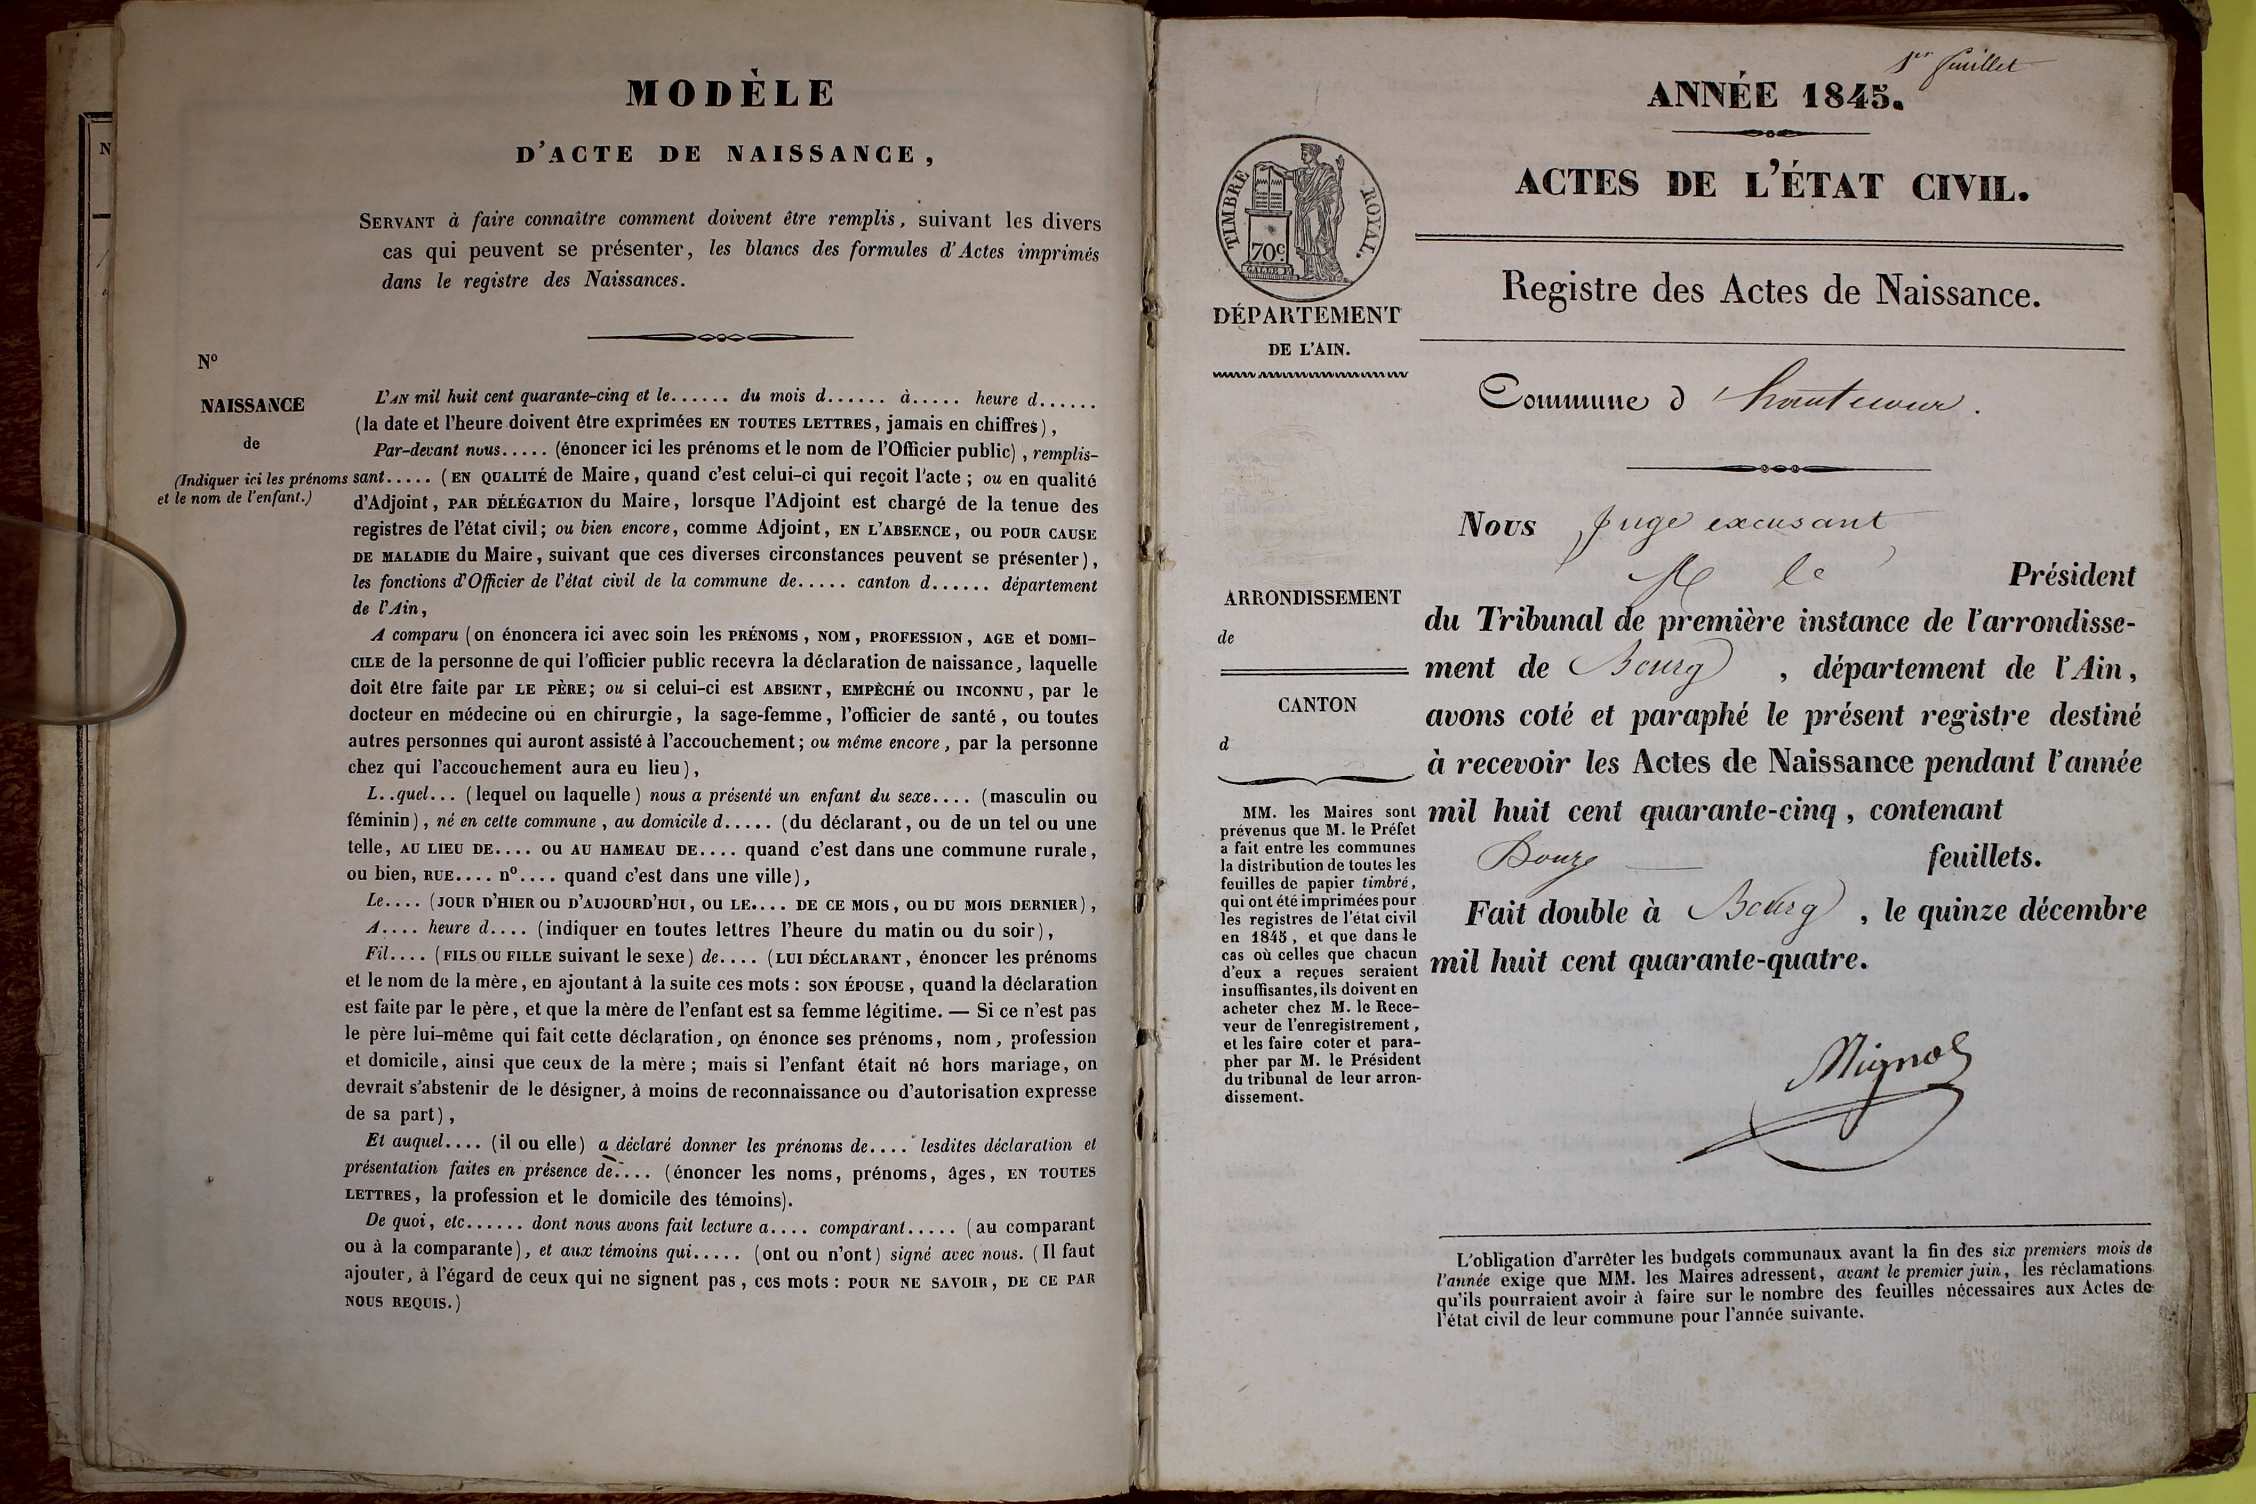 MODÈLE
D'ACTE DE NAISSANCE,
SERVANT à faire connaître comment doivent être remplis, suivant les divers
cas qui peuvent se présenter, les blancs des formules d'Actes imprimés
dans le registre des Naissances.
No
NAISSANCE
de
(Indiquer ici les prénoms
et le nom de l'enfant.)
L'AN mil huit cent quarante-cinq et le...... du mois d...... à..... heure d......
(la date et l'heure doivent être exprimées EN TOUTES LETTRES, jamais en chiffres),
Par-devant nous..... (énoncer ici les prénoms et le nom de l'Officier public), remplis-
sant..... (EN QUALITÉ de Maire, quand c'est celui-ci qui reçoit l'acte; ou en qualité
d'Adjoint, PAR DÉLÉGATION du Maire, lorsque l'Adjoint est chargé de la tenue des
registres de l'état civil; ou bien encore, comme Adjoint, EN L'ABSENCE, OU POUR CAUSE
DE MALADIE du Maire, suivant que ces diverses circonstances peuvent se présenter),
les fonctions d'Officier de l'état civil de la commune de..... canton d...... département
de l'Ain,
A comparu (on énoncera ici avec soin les PRÉNOMS, NOM, PROFESSION, AGE et DOMI-
CILE de la personne de qui l'officier public recevra la déclaration de naissance, laquelle
doit être faite par LE PÈRE; ou si celui-ci est ABSENT, EMPÊCHÉ OU INCONNU, par le
docteur en médecine ou en chirurgie, la sage-femme, l'officier de santé, ou toutes
autres personnes qui auront assisté à l'accouchement; ou même encore, par la personne
chez qui l'accouchement aura eu lieu),
L..quel... (lequel ou laquelle) nous a présenté un enfant du sexe.... (masculin ou
féminin), né en cette commune, au domicile d..... (du déclarant, ou de un tel ou une
telle, AU LIEU DE.... OU AU HAMEAU DE.... quand c'est dans une commune rurale,
ou bien, RUE.... no.... quand c'est dans une ville),
Le.... (JOUR D'HIER OU D'AUJOURD'HUI, OU LE.... DE CE MOIS, OU DU MOIS DERNIER),
A.... heure d.... (indiquer en toutes lettres l'heure du matin ou du soir),
Fil.... (FILS OU FILLE suivant le sexe) de.... (LUI DÉCLARANT, énoncer les prénoms
et le nom de la mère, en ajoutant à la suite ces mots: SON ÉPOUSE, quand la déclaration
est faite par le père, et que la mère de l'enfant est sa femme légitime. — Si ce n'est pas
le père lui-même qui fait cette déclaration, on énonce ses prénoms, nom, profession
et domicile, ainsi que ceux de la mère; mais si l'enfant était né hors mariage, on
devrait s'abstenir de le désigner, à moins de reconnaissance ou d'autorisation expresse
de sa part),
Et auquel.... (il ou elle) a déclaré donner les prénoms de.... lesdites déclaration et
présentation faites en présence de.... (énoncer les noms, prénoms, âges, EN TOUTES
LETTRES, la profession et le domicile des témoins).
De quoi, etc...... dont nous avons fait lecture a.... comparant..... (au comparant
ou à la comparante), et aux témoins qui..... (ont ou n'ont) signé avec nous. (Il faut
ajouter, à l'égard de ceux qui ne signent pas, ces mots: POUR NE SAVOIR, DE CE PAR
NOUS REQUIS.)
1er feuillet
ANNÉE 1845.
ACTES DE L'ÉTAT CIVIL.
TIMBRE ROYAL.
70c.
DÉPARTEMENT
DE L'AIN.
Registre des Actes de Naissance.
Commune d'hautecour.
ARRONDISSEMENT
de
CANTON
d
MM. les Maires sont
prévenus que M. le Préfet
a fait entre les communes
la distribution de toutes les
feuilles de papier timbré,
qui ont été imprimées pour
les registres de l'état civil
en 1845, et que dans le
cas où celles que chacun
d'eux a reçues seraient
insuffisantes, ils doivent en
acheter chez M. le Rece-
veur de l'enregistrement,
et les faire coter et para-
pher par M. le Président
du tribunal de leur arron-
dissement.
Nous Juge excusant
M le Président
du Tribunal de première instance de l'arrondisse-
ment de Bourg, département de l'Ain,
avons coté et paraphé le présent registre destiné
à recevoir les Actes de Naissance pendant l'année
mil huit cent quarante-cinq, contenant
Douze feuillets.
Fait double à Bourg, le quinze décembre
mil huit cent quarante-quatre.
L'obligation d'arrêter les budgets communaux avant la fin des six premiers mois de
l'année exige que MM. les Maires adressent, avant le premier juin, les réclamations
qu'ils pourraient avoir à faire sur le nombre des feuilles nécessaires aux Actes de
l'état civil de leur commune pour l'année suivante.